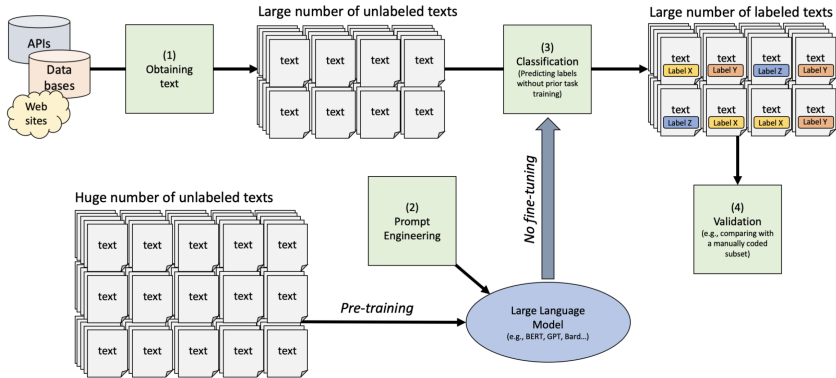 Large number of unlabeled texts
Large number of labeled texts
APIs
Data
bases
Web
sites
(1)
Obtaining
text
text text text text
text text text text
(3)
Classification
(Predicting labels
without prior task
training)
text text text text
Label X Label Y Label Z Label Y
text text text text
Label Z Label X Label X Label Y
Huge number of unlabeled texts
text text text text text
text text text text text
text text text text text
(2)
Prompt
Engineering
No fine-tuning
(4)
Validation
(e.g., comparing with
a manually coded
subset)
Pre-training
Large Language
Model
(e.g., BERT, GPT, Bard...)